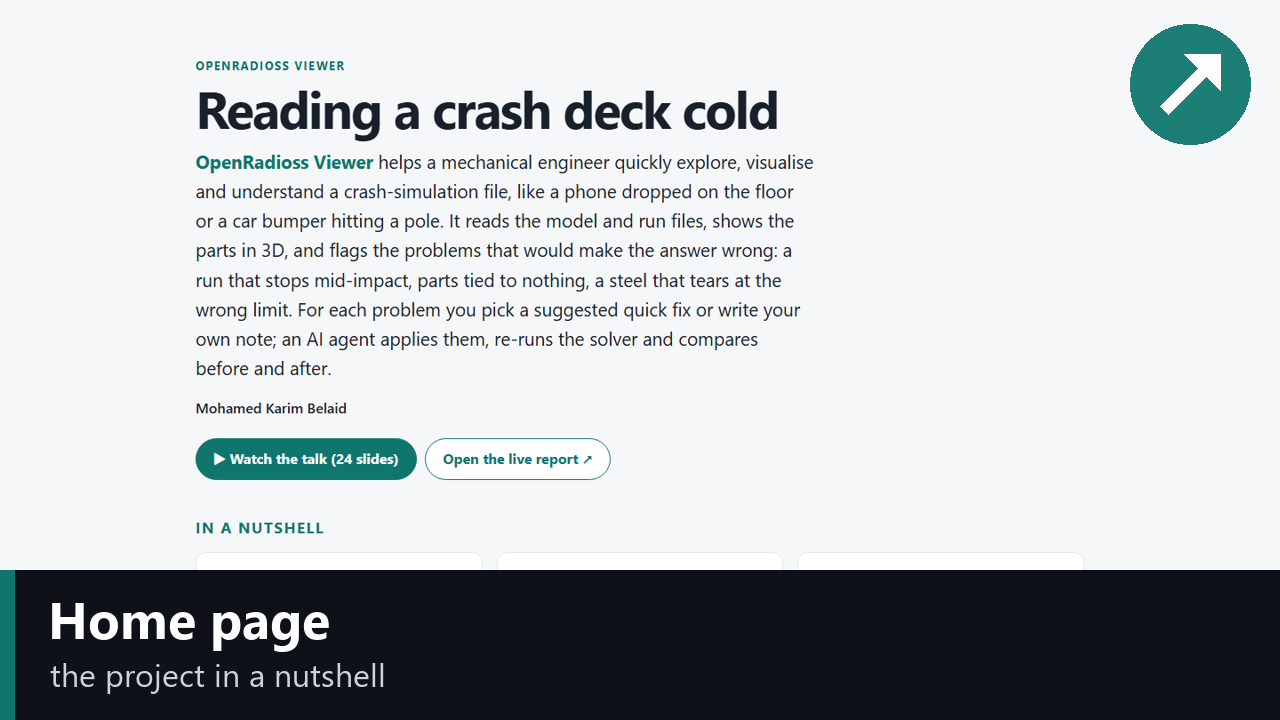 OPENRADIOSS VIEWER
Reading a crash deck cold
OpenRadioss Viewer helps a mechanical engineer quickly explore, visualise
and understand a crash-simulation file, like a phone dropped on the floor
or a car bumper hitting a pole. It reads the model and run files, shows the
parts in 3D, and flags the problems that would make the answer wrong: a
run that stops mid-impact, parts tied to nothing, a steel that tears at the
wrong limit. For each problem you pick a suggested quick fix or write your
own note; an AI agent applies them, re-runs the solver and compares
before and after.
Mohamed Karim Belaid
▶ Watch the talk (24 slides)
Open the live report ↗
IN A NUTSHELL
Home page
the project in a nutshell